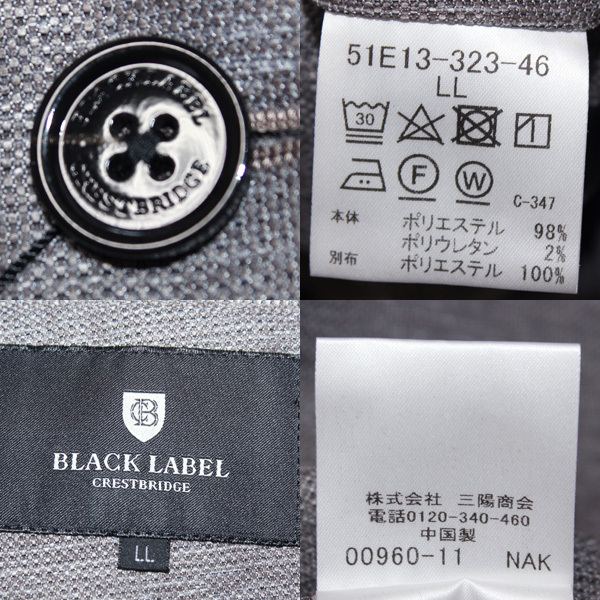 BLACK LABEL
CRESTBRIDGE
51E13-323-46
LL
30
F
W
C-347
本体 ポリエステル 98%
ポリウレタン 2%
別布 ポリエステル 100%
CB
BLACK LABEL
CRESTBRIDGE
LL
株式会社 三陽商会
電話0120-340-460
中国製
00960-11 NAK